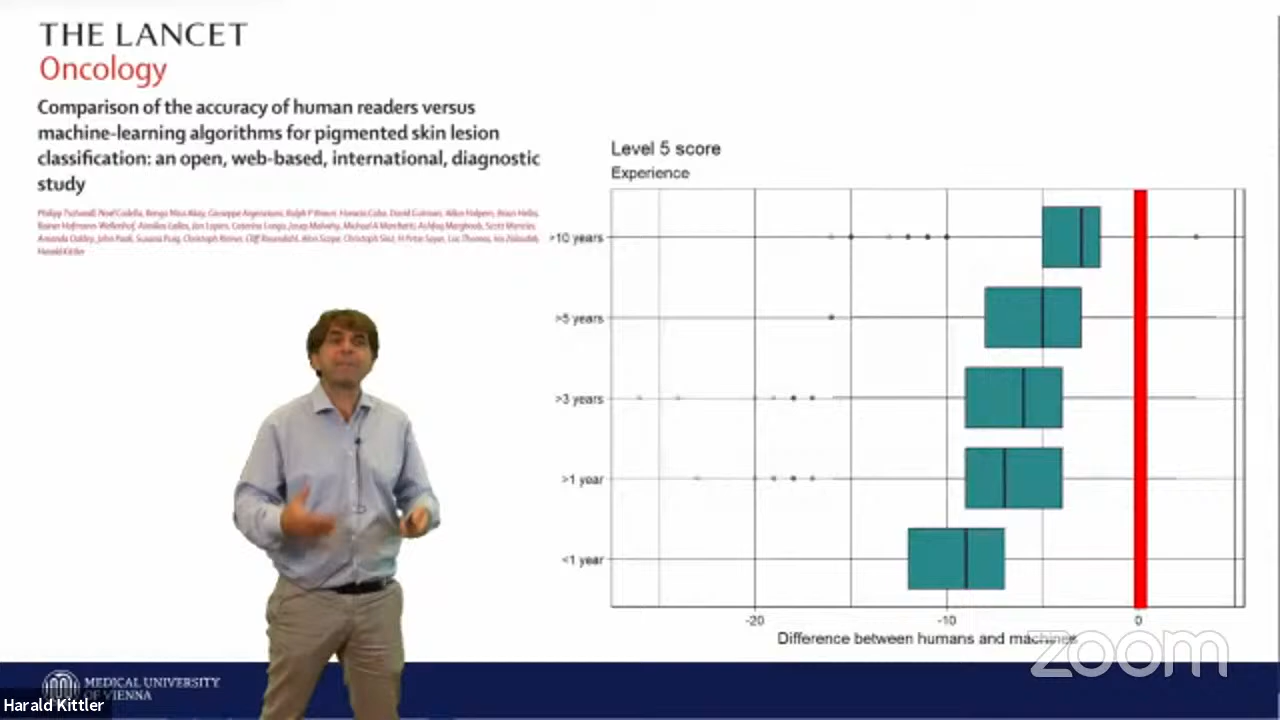 THE LANCET
Oncology
Comparison of the accuracy of human readers versus
machine-learning algorithms for pigmented skin lesion
classification: an open, web-based, international, diagnostic
study
Harald Kittler
Level 5 score
Experience
>10 years
>5 years
>3 years
>1 year
<1 year
-20
-10
0
Difference between humans and machines
zoom
MEDICAL UNIVERSITY
OF VIENNA
Harald Kittler